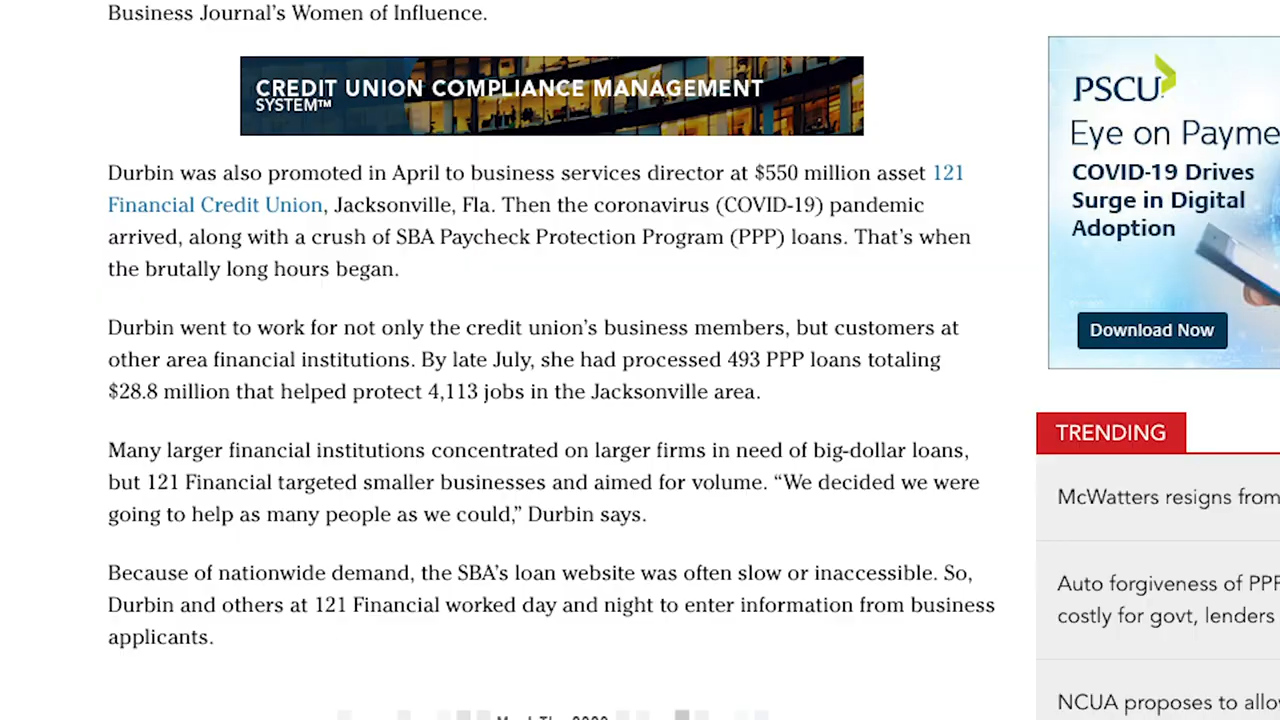 Business Journal’s Women of Influence.
CREDIT UNION COMPLIANCE MANAGEMENT
SYSTEM™
Durbin was also promoted in April to business services director at $550 million asset 121
Financial Credit Union, Jacksonville, Fla. Then the coronavirus (COVID-19) pandemic
arrived, along with a crush of SBA Paycheck Protection Program (PPP) loans. That’s when
the brutally long hours began.
Durbin went to work for not only the credit union’s business members, but customers at
other area financial institutions. By late July, she had processed 493 PPP loans totaling
$28.8 million that helped protect 4,113 jobs in the Jacksonville area.
Many larger financial institutions concentrated on larger firms in need of big-dollar loans,
but 121 Financial targeted smaller businesses and aimed for volume. “We decided we were
going to help as many people as we could,” Durbin says.
Because of nationwide demand, the SBA’s loan website was often slow or inaccessible. So,
Durbin and others at 121 Financial worked day and night to enter information from business
applicants.
PSCU
Eye on Payme
COVID-19 Drives
Surge in Digital
Adoption
Download Now
TRENDING
McWatters resigns from
Auto forgiveness of PPP
costly for govt, lenders
NCUA proposes to allo